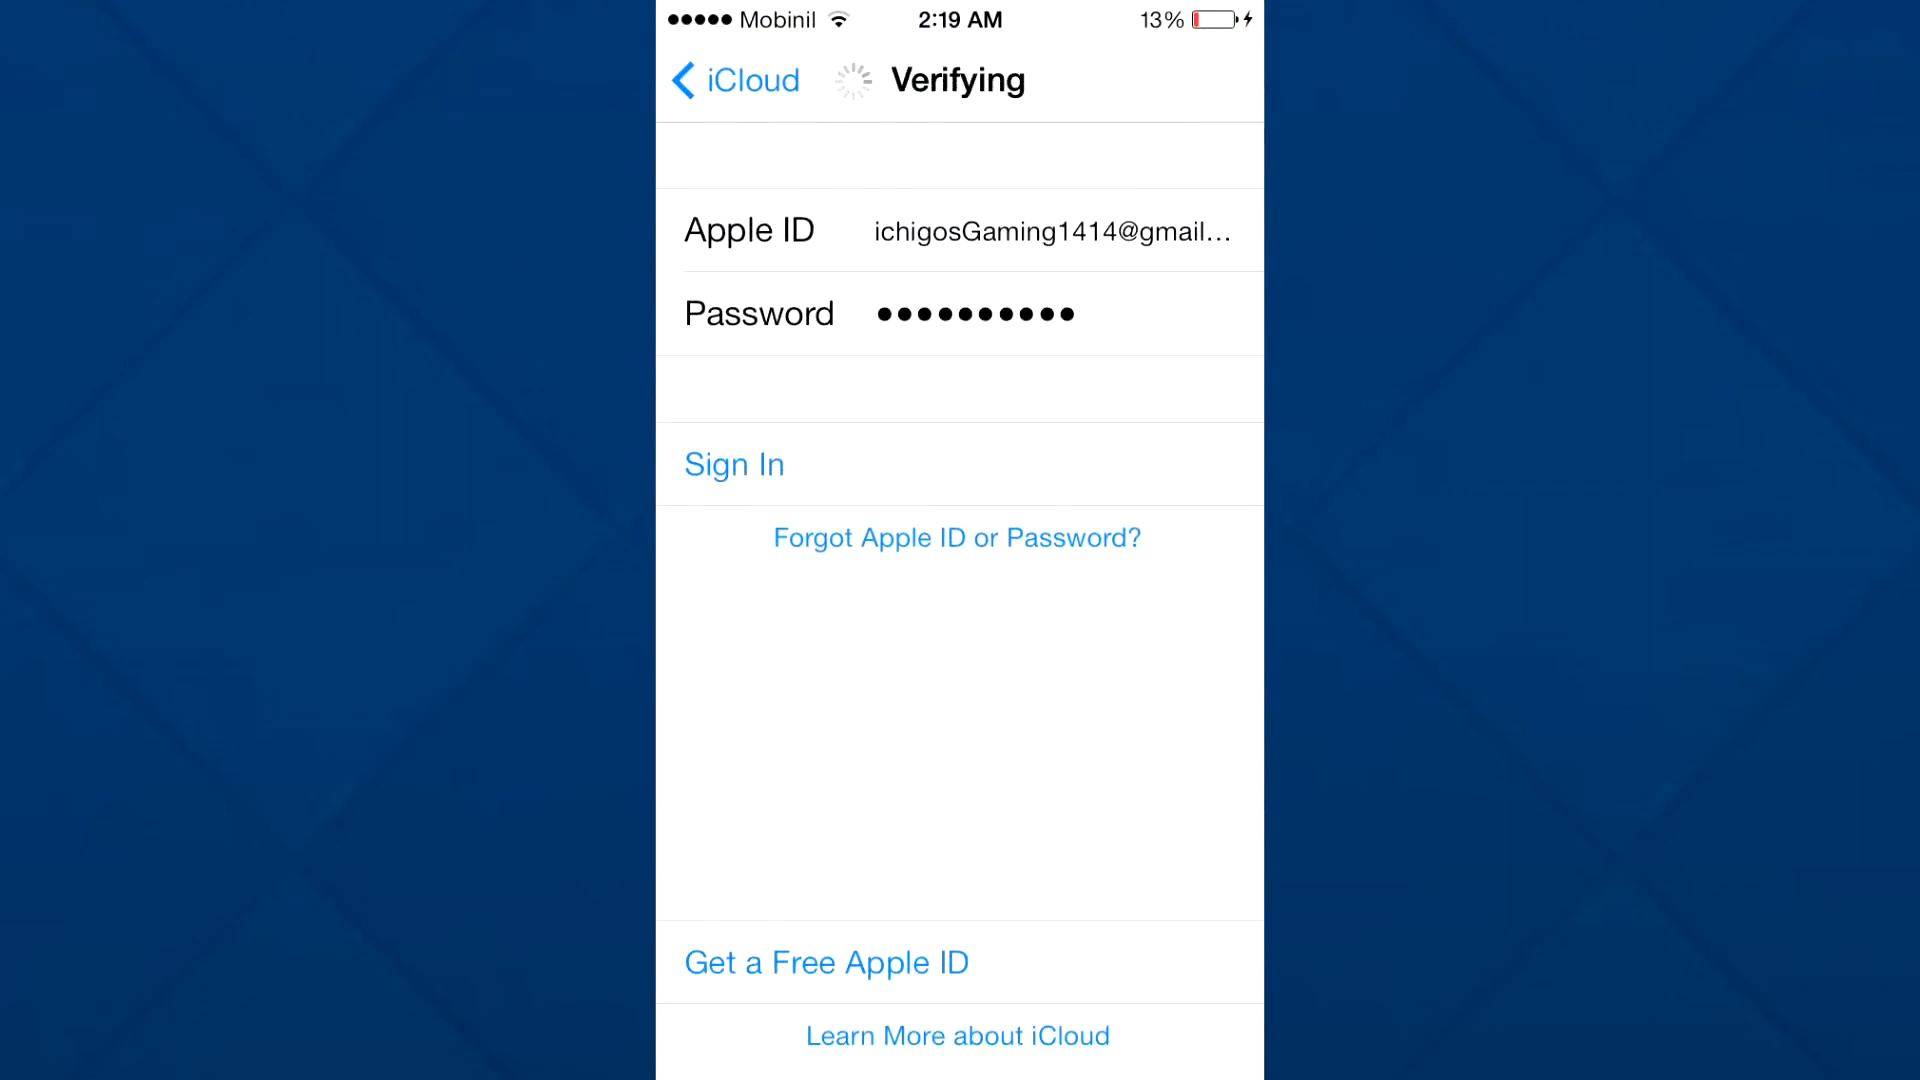 ●●●●● Mobinil 2:19 AM 13%
iCloud Verifying
Apple ID ichigosGaming1414@gmail...
Password ●●●●●●●●●●
Sign In
Forgot Apple ID or Password?
Get a Free Apple ID
Learn More about iCloud